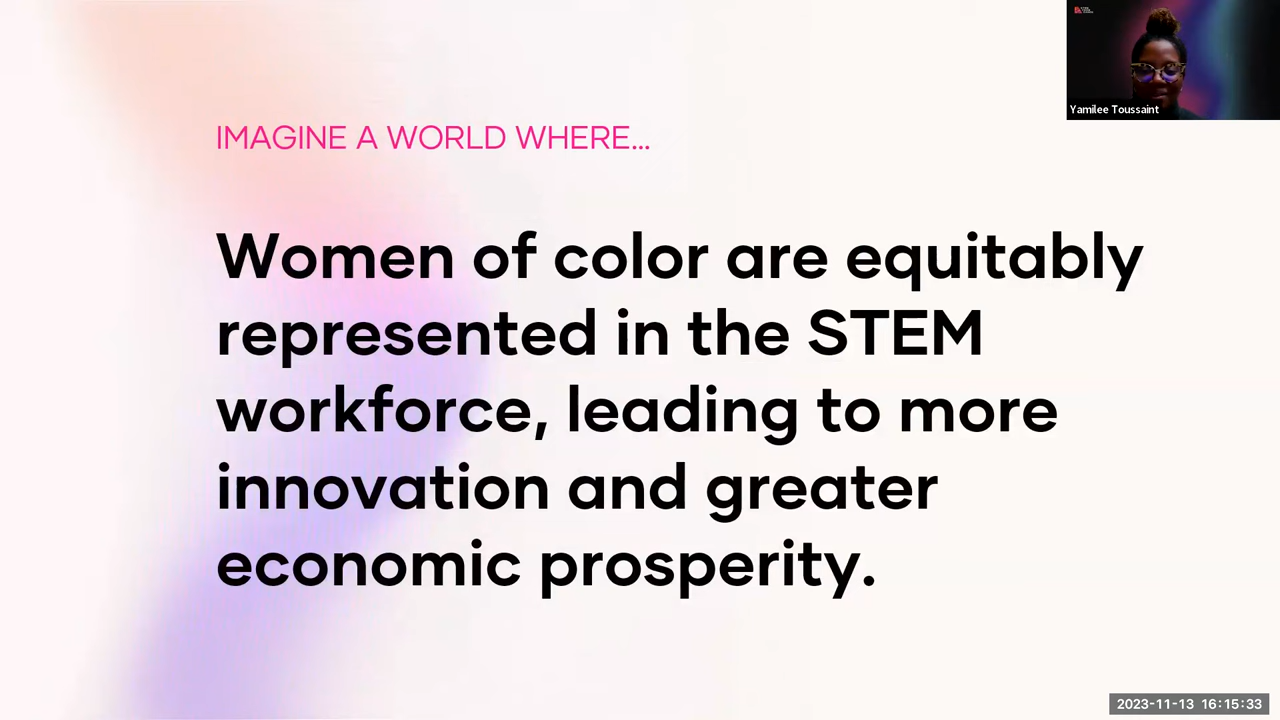 Yamilee Toussaint
IMAGINE A WORLD WHERE...
Women of color are equitably
represented in the STEM
workforce, leading to more
innovation and greater
economic prosperity.
2023-11-13 16:15:33